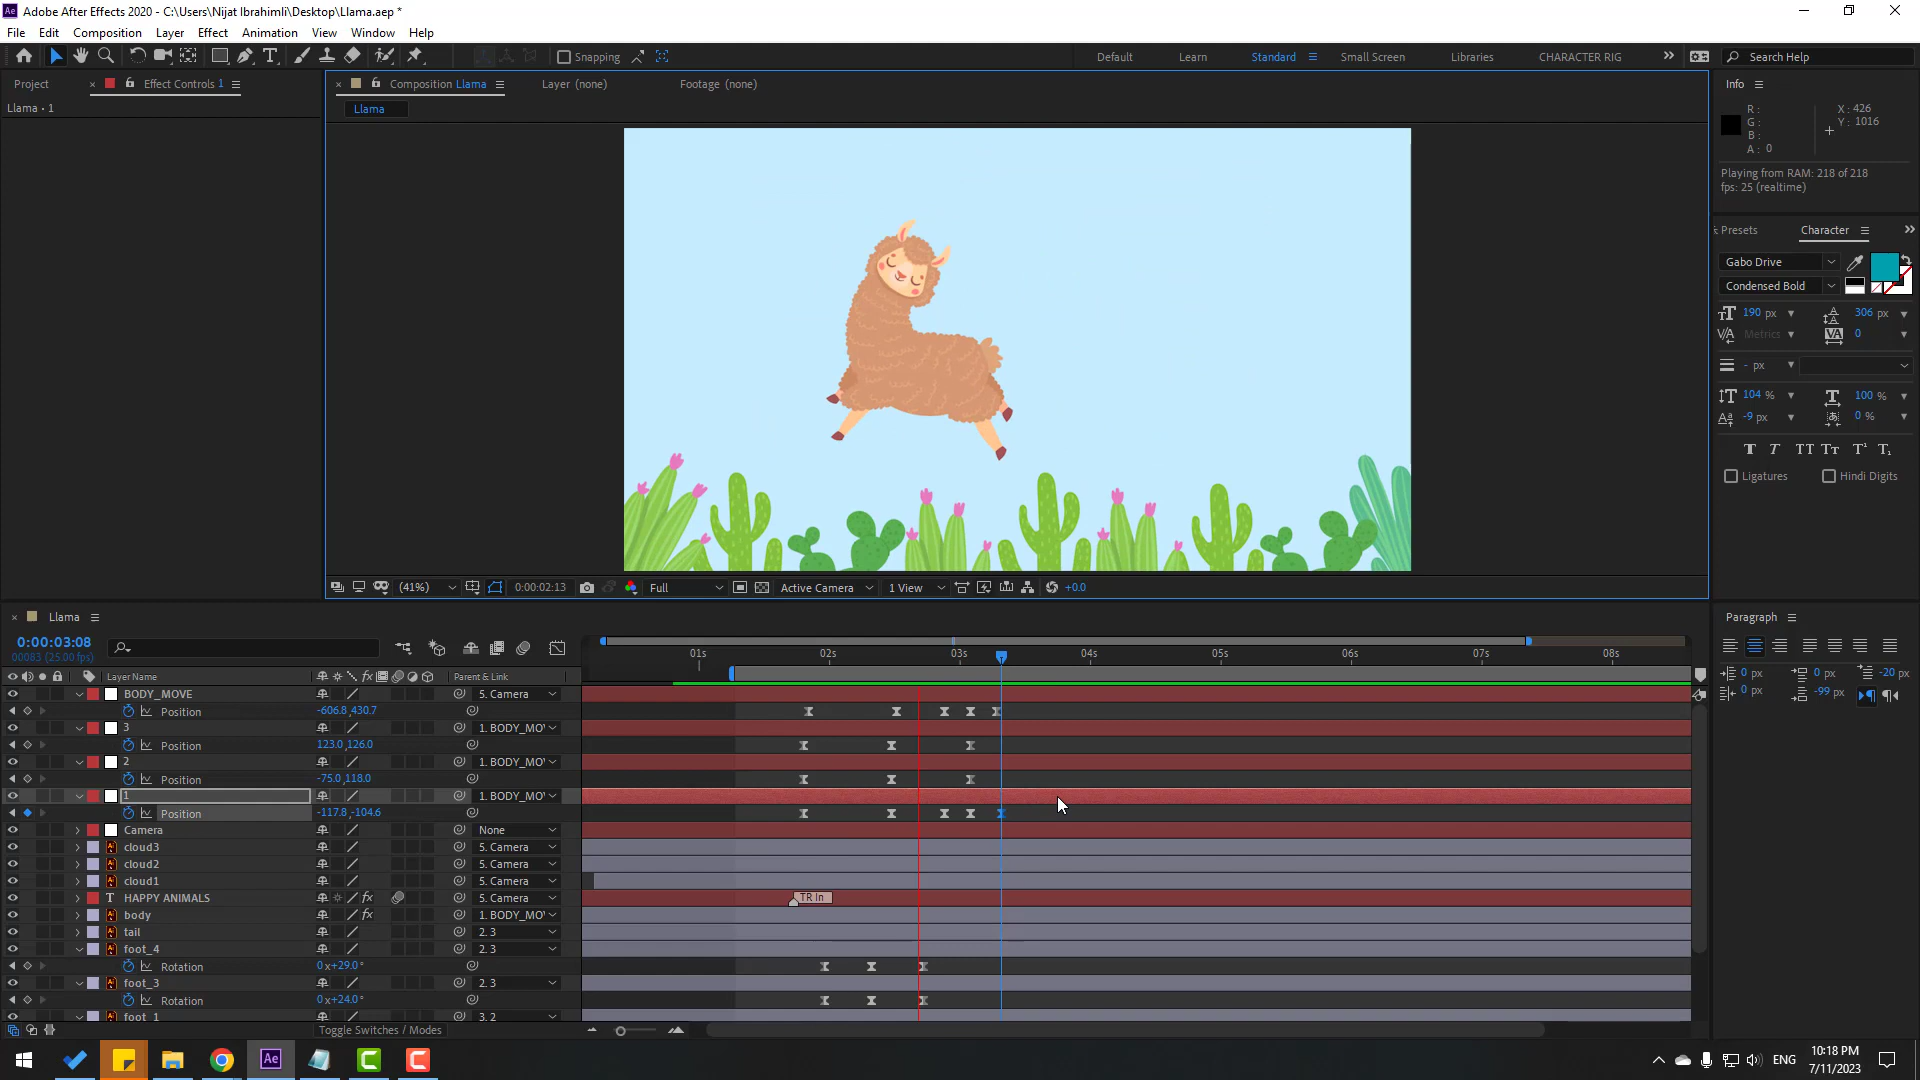 Adobe After Effects 2020 - C:\Users\Nijat Ibrahimli\Desktop\Llama.aep *
File Edit Composition Layer Effect Animation View Window Help
Snapping
Default Learn Standard Small Screen Libraries CHARACTER RIG Search Help
Project Effect Controls 1
Llama • 1
Composition Llama Layer (none) Footage (none)
Llama
Info
R :
G :
B :
A : 0
X : 426
Y : 1016
Playing from RAM: 218 of 218
fps: 25 (realtime)
Presets Character
Gabo Drive
Condensed Bold
190 px 306 px
Metrics 0
- px
104 % 100 %
-9 px 0 %
Ligatures Hindi Digits
(41%) 0:00:02:13 Full Active Camera 1 View +0.0
Llama
0:00:03:08
00083 (25.00 fps)
01s 02s 03s 04s 05s 06s 07s 08s
Layer Name Parent & Link
BODY_MOVE 5. Camera
Position -606.8,430.7
3 1. BODY_MO
Position 123.0,126.0
2 1. BODY_MO
Position -75.0,118.0
1 1. BODY_MO
Position -117.8,-104.6
Camera None
cloud3 5. Camera
cloud2 5. Camera
cloud1 5. Camera
HAPPY ANIMALS 5. Camera TR In
body 1. BODY_MO
tail 2. 3
foot_4 2. 3
Rotation 0x+29.0°
foot_3 2. 3
Rotation 0x+24.0°
foot_1 3. 2
Toggle Switches / Modes
Paragraph
0 px 0 px -20 px
0 px -99 px
ENG
10:18 PM
7/11/2023